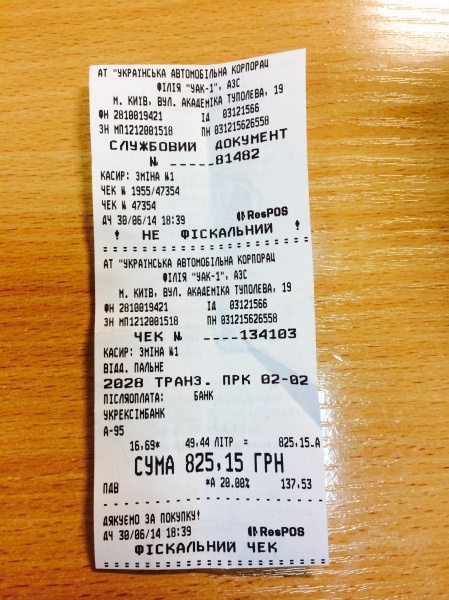 АТ "УКРАЇНСЬКА АВТОМОБІЛЬНА КОРПОРАЦ
ФІЛІЯ "УАК-1", АЗС
М. КИЇВ, ВУЛ. АКАДЕМІКА ТУПОЛЕВА, 19
ФН 2810019421 ІД 03121566
ЗН МП1212001518 ПН 031215626558
СЛУЖБОВИЙ ДОКУМЕНТ
№ _____81482
КАСИР: ЗМІНА №1
ЧЕК № 1955/47354
ЧЕК № 47354
ДЧ 30/06/14 18:39 ResPOS
! НЕ ФІСКАЛЬНИЙ !
АТ "УКРАЇНСЬКА АВТОМОБІЛЬНА КОРПОРАЦ
ФІЛІЯ "УАК-1", АЗС
М. КИЇВ, ВУЛ. АКАДЕМІКА ТУПОЛЕВА, 19
ФН 2810019421 ІД 03121566
ЗН МП1212001518 ПН 031215626558
ЧЕК № ____134103
КАСИР: ЗМІНА №1
ВІДД. ПАЛЬНЕ
2028 ТРАНЗ. ПРК 02-02
ПІСЛЯОПЛАТА: БАНК
УКРЕКСІМБАНК
А-95
16,69* 49,44 ЛІТР = 825,15.А
СУМА 825,15 ГРН
ПДВ *А 20.00% 137,53
ДЯКУЄМО ЗА ПОКУПКУ!
ДЧ 30/06/14 18:39 ResPOS
ФІСКАЛЬНИЙ ЧЕК